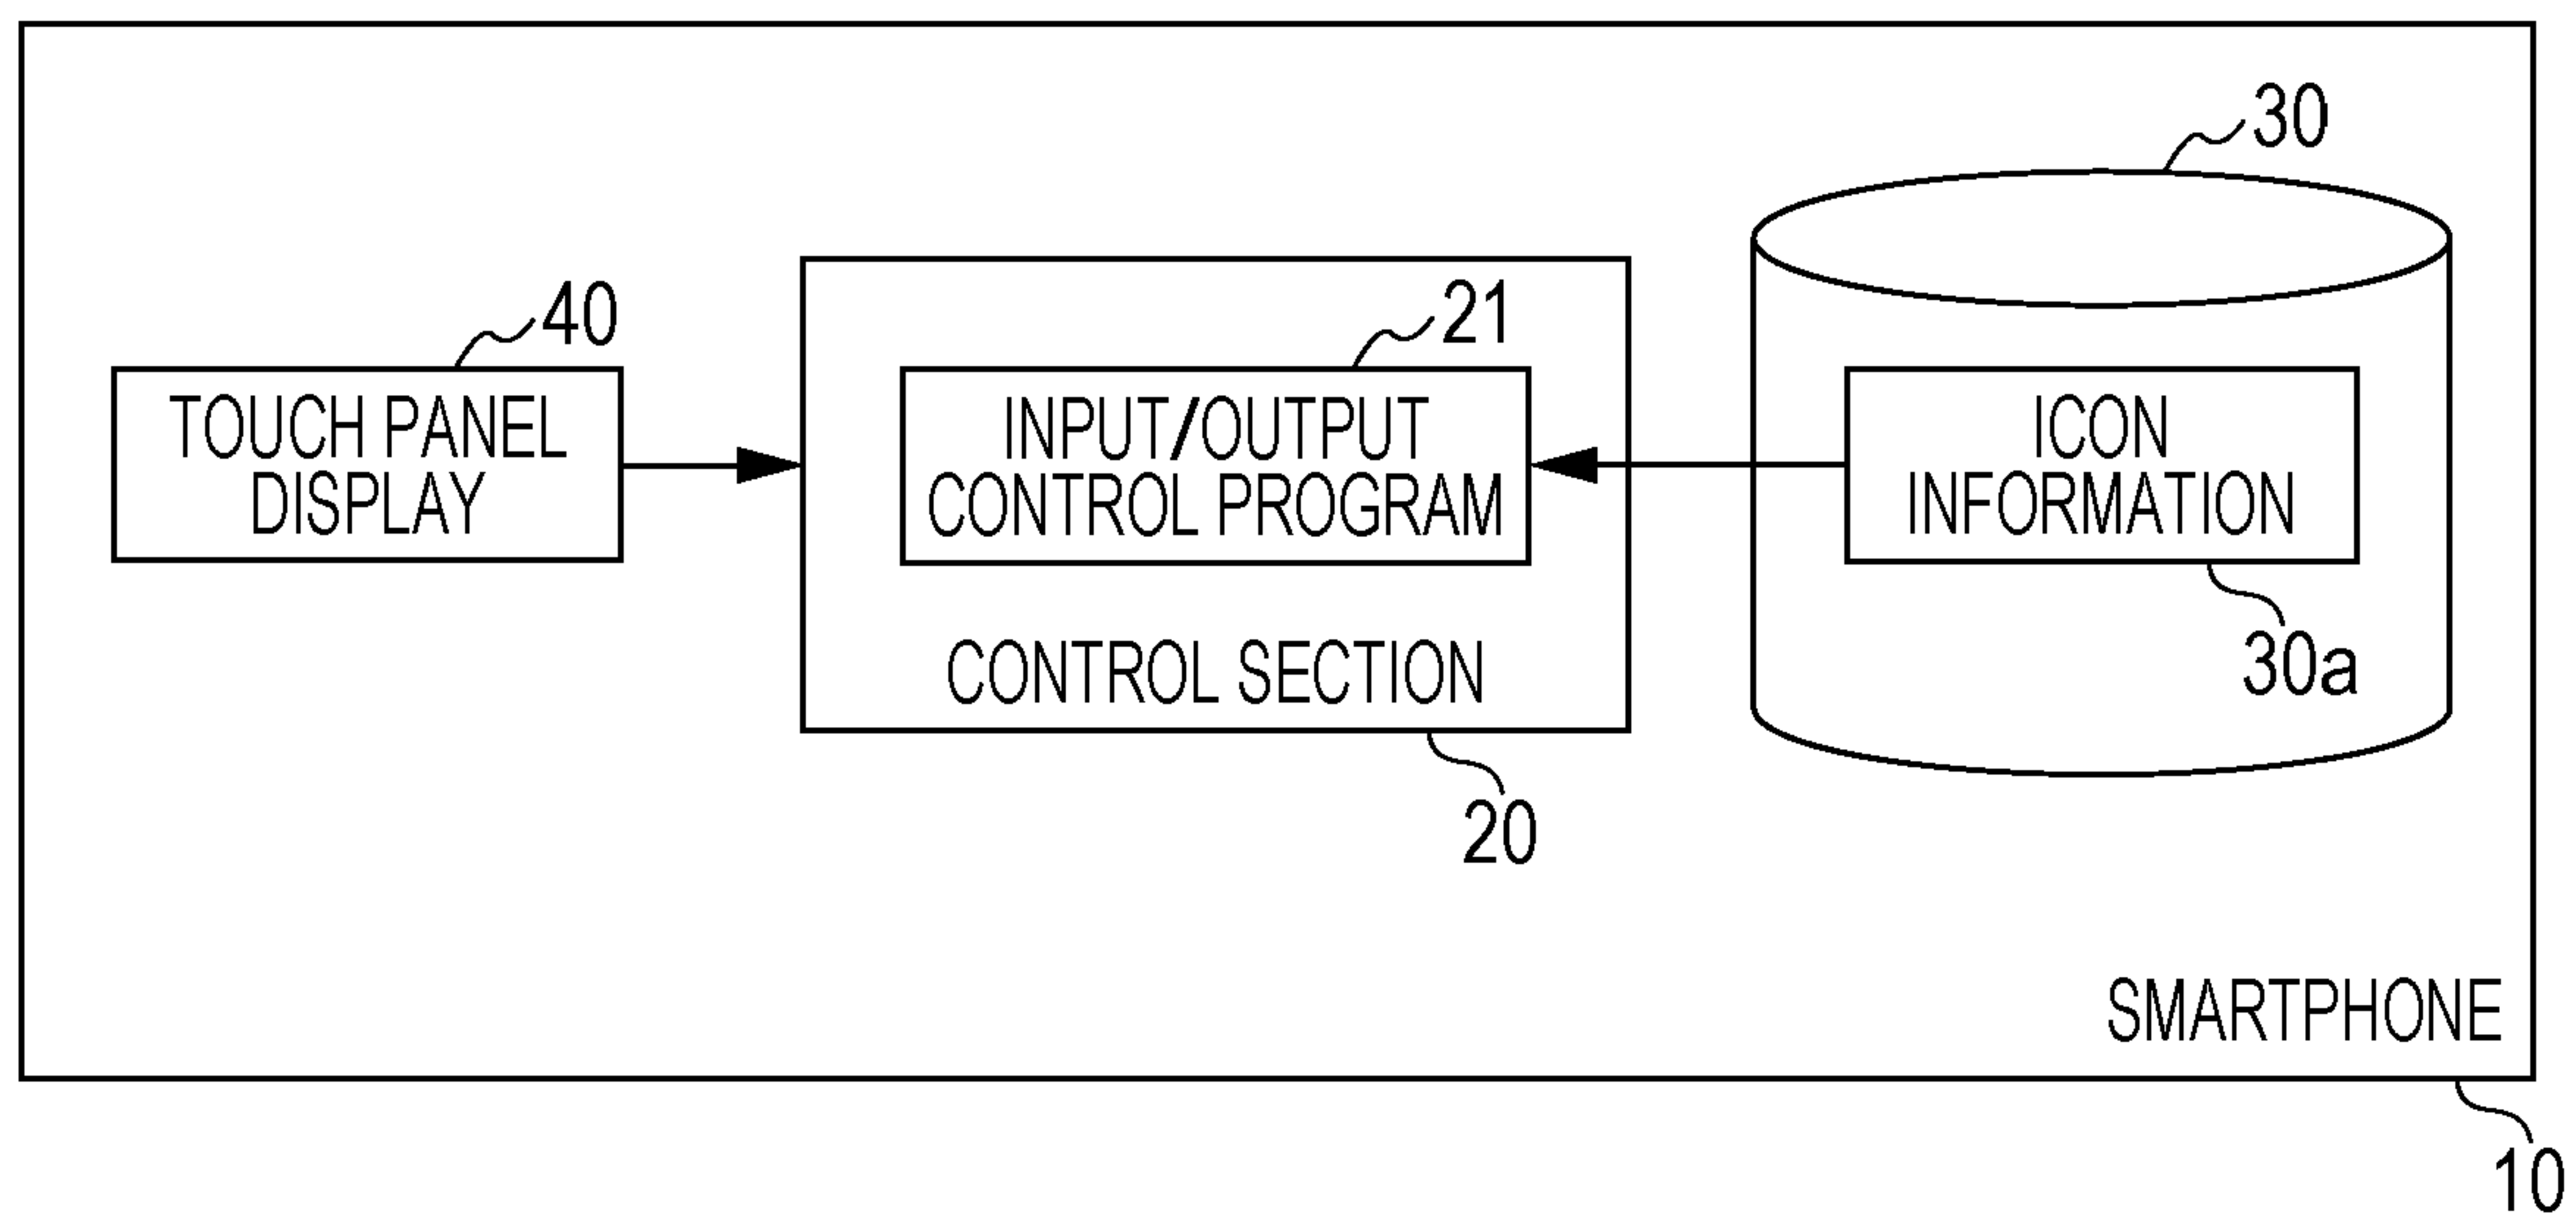 30
40
TOUCH PANEL
DISPLAY
21
INPUT/OUTPUT
CONTROL PROGRAM
CONTROL SECTION
20
ICON
INFORMATION
30a
SMARTPHONE
10